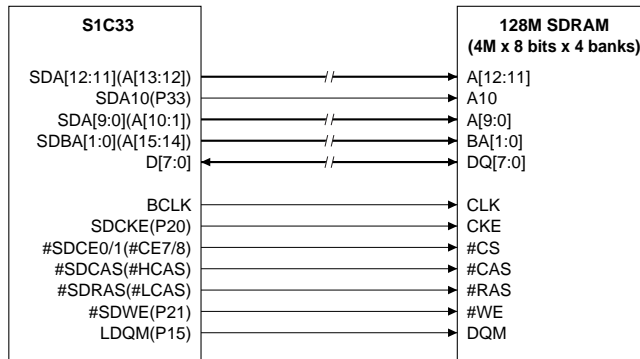 S1C33
128M SDRAM
(4M x 8 bits x 4 banks)
SDA[12:11](A[13:12]) A[12:11]
SDA10(P33) A10
SDA[9:0](A[10:1]) A[9:0]
SDBA[1:0](A[15:14]) BA[1:0]
D[7:0] DQ[7:0]
BCLK CLK
SDCKE(P20) CKE
#SDCE0/1(#CE7/8) #CS
#SDCAS(#HCAS) #CAS
#SDRAS(#LCAS) #RAS
#SDWE(P21) #WE
LDQM(P15) DQM